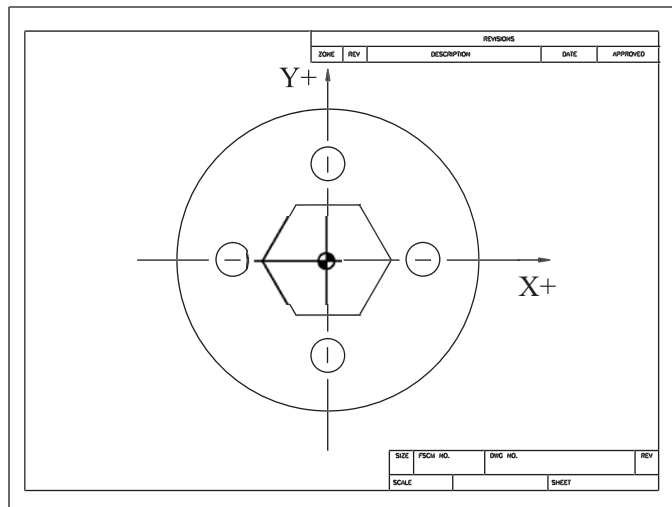 REVISIONS
ZONE REV DESCRIPTION DATE APPROVED
Y+
X+
SIZE FSCM NO. DWG NO. REV
SCALE SHEET